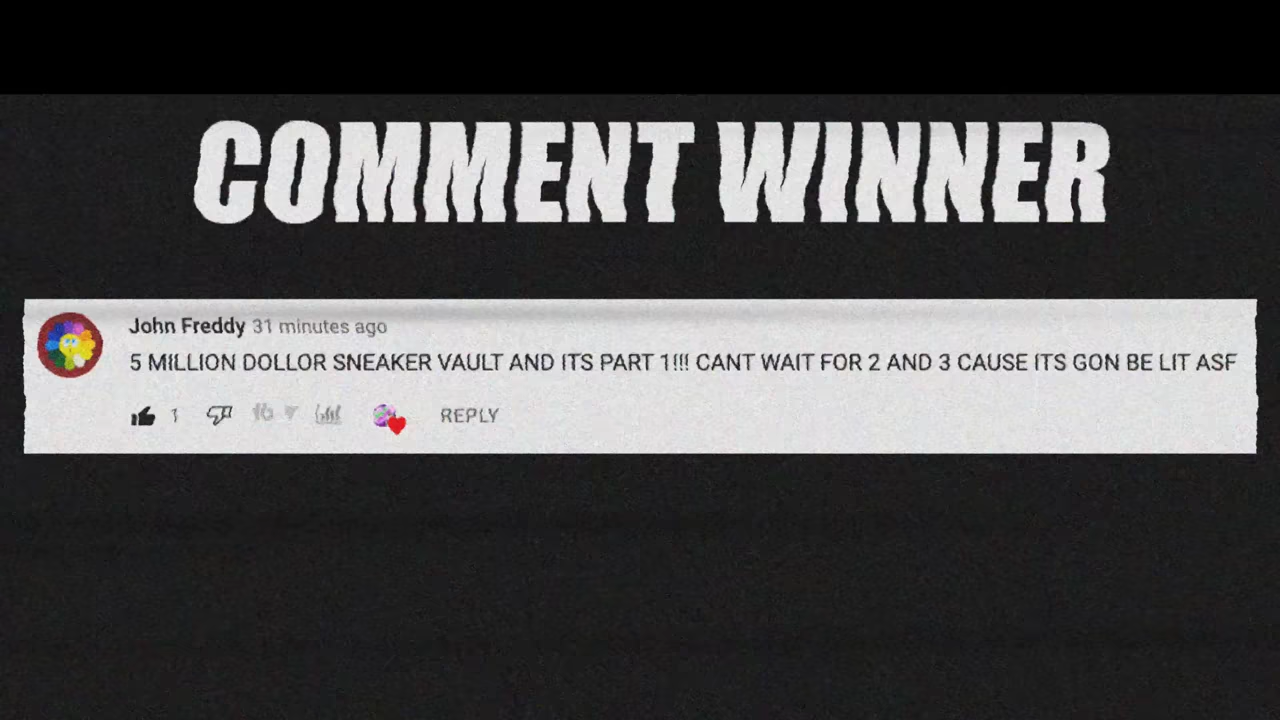 COMMENT WINNER
John Freddy 31 minutes ago
5 MILLION DOLLOR SNEAKER VAULT AND ITS PART 1!!! CANT WAIT FOR 2 AND 3 CAUSE ITS GON BE LIT ASF
1 REPLY